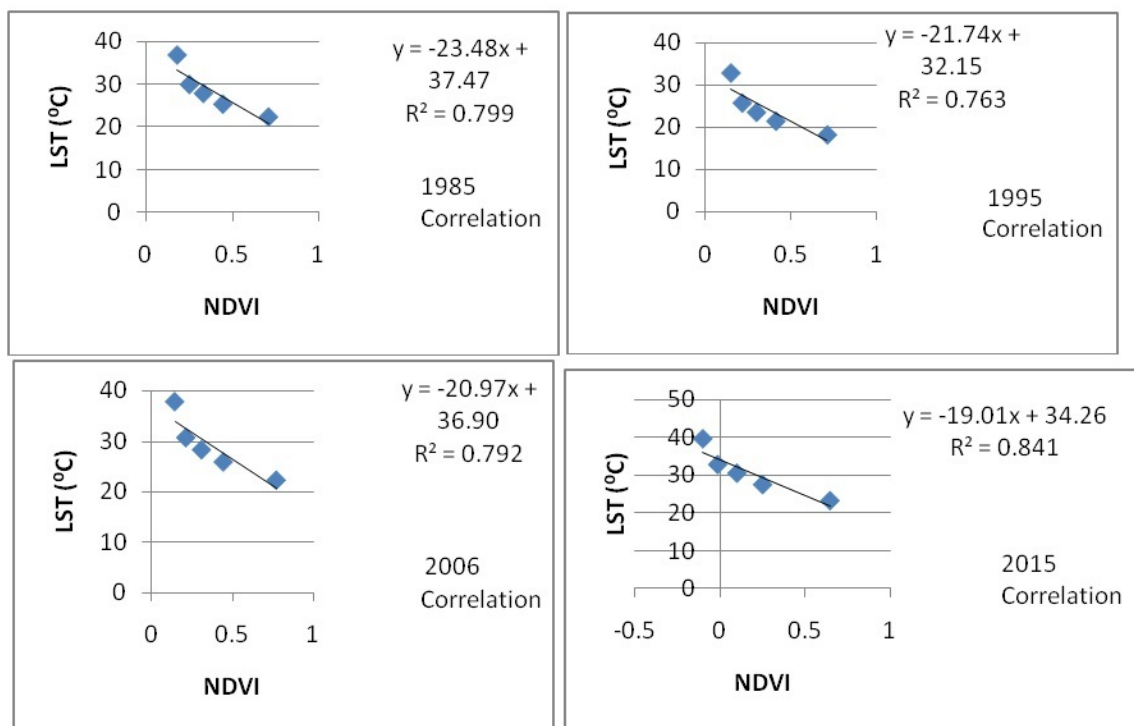 40
30
20
10
0
LST (⁰C)
0 0.5 1
NDVI
y = -23.48x +
37.47
R² = 0.799
1985
Correlation
40
30
20
10
0
LST (⁰C)
0 0.5 1
NDVI
y = -21.74x +
32.15
R² = 0.763
1995
Correlation
40
30
20
10
0
LST (⁰C)
0 0.5 1
NDVI
y = -20.97x +
36.90
R² = 0.792
2006
Correlation
50
40
30
20
10
0
LST (⁰C)
-0.5 0 0.5 1
NDVI
y = -19.01x + 34.26
R² = 0.841
2015
Correlation